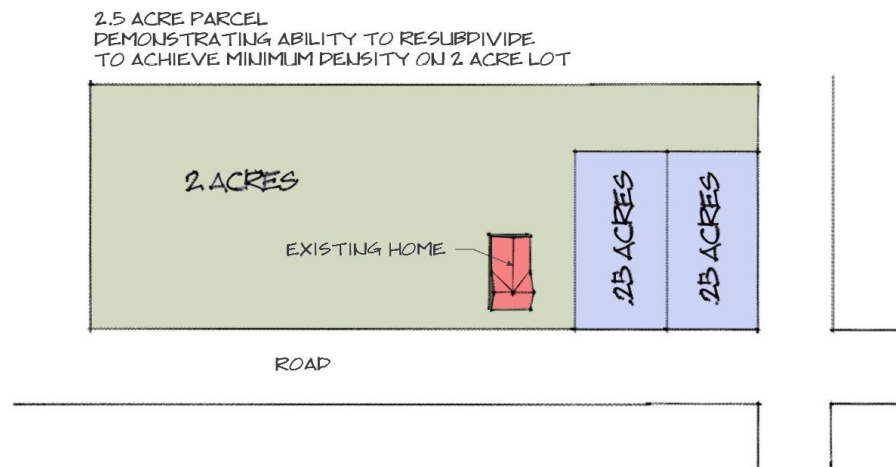 2.5 ACRE PARCEL
DEMONSTRATING ABILITY TO RESUBDIVIDE
TO ACHIEVE MINIMUM DENSITY ON 2 ACRE LOT
2 ACRES
.25 ACRES
.25 ACRES
EXISTING HOME
ROAD